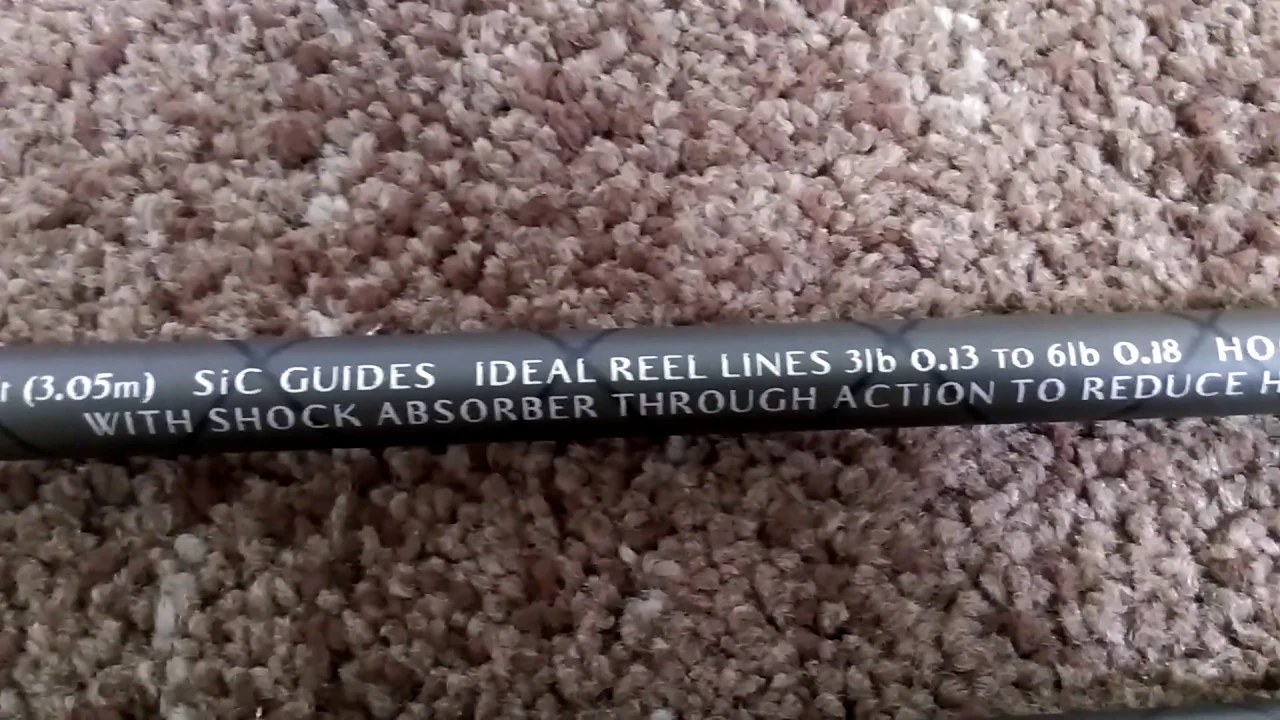 (3.05m) SiC GUIDES IDEAL REEL LINES 3lb 0.13 TO 6lb 0.18
WITH SHOCK ABSORBER THROUGH ACTION TO REDUCE